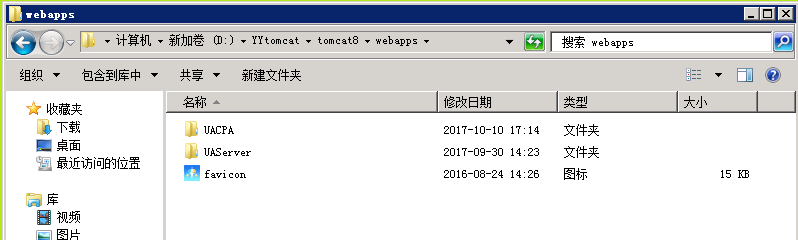 webapps
计算机 新加卷 (D:) YYtomcat tomcat8 webapps 搜索 webapps
组织 包含到库中 共享 新建文件夹
收藏夹
下载
桌面
最近访问的位置
库
视频
图片
名称 修改日期 类型 大小
UACPA 2017-10-10 17:14 文件夹
UAServer 2017-09-30 14:23 文件夹
favicon 2016-08-24 14:26 图标 15 KB